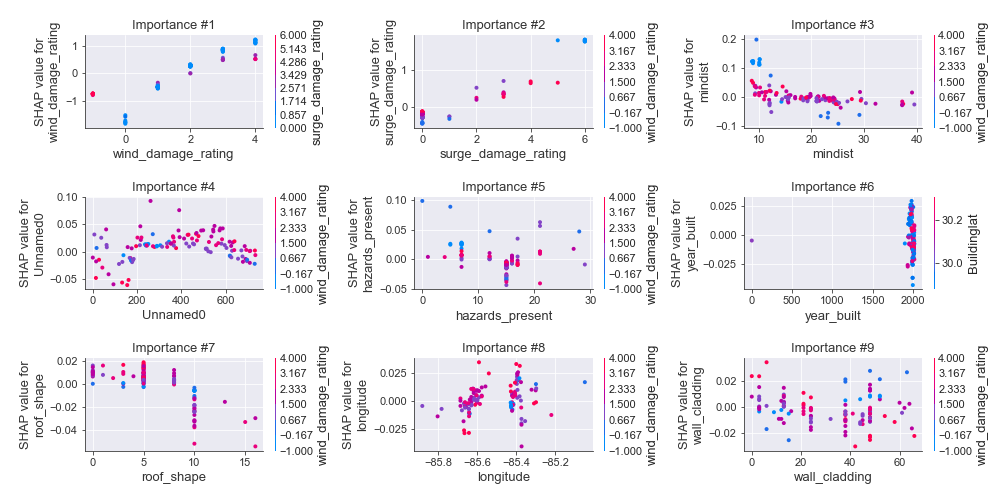 Importance #1
SHAP value for
wind_damage_rating
1
0
−1
0
2
4
wind_damage_rating
6.000
5.143
4.286
3.429
2.571
1.714
0.857
0.000
surge_damage_rating
Importance #2
SHAP value for
surge_damage_rating
1
0
0
2
4
6
surge_damage_rating
4.000
3.167
2.333
1.500
0.667
−0.167
−1.000
wind_damage_rating
Importance #3
SHAP value for
mindist
0.2
0.1
0.0
−0.1
10
20
30
40
mindist
4.000
3.167
2.333
1.500
0.667
−0.167
−1.000
wind_damage_rating
Importance #4
SHAP value for
Unnamed0
0.10
0.05
0.00
−0.05
0
200
400
600
Unnamed0
4.000
3.167
2.333
1.500
0.667
−0.167
−1.000
wind_damage_rating
Importance #5
SHAP value for
hazards_present
0.10
0.05
0.00
−0.05
0
10
20
30
hazards_present
4.000
3.167
2.333
1.500
0.667
−0.167
−1.000
wind_damage_rating
Importance #6
SHAP value for
year_built
0.025
0.000
−0.025
0
500
1000
1500
2000
year_built
30.2
30.0
Buildinglat
Importance #7
SHAP value for
roof_shape
0.02
0.00
−0.02
−0.04
0
5
10
15
roof_shape
4.000
3.167
2.333
1.500
0.667
−0.167
−1.000
wind_damage_rating
Importance #8
SHAP value for
longitude
0.025
0.000
−0.025
−85.8
−85.6
−85.4
−85.2
longitude
4.000
3.167
2.333
1.500
0.667
−0.167
−1.000
wind_damage_rating
Importance #9
SHAP value for
wall_cladding
0.02
0.00
−0.02
0
20
40
60
wall_cladding
4.000
3.167
2.333
1.500
0.667
−0.167
−1.000
wind_damage_rating